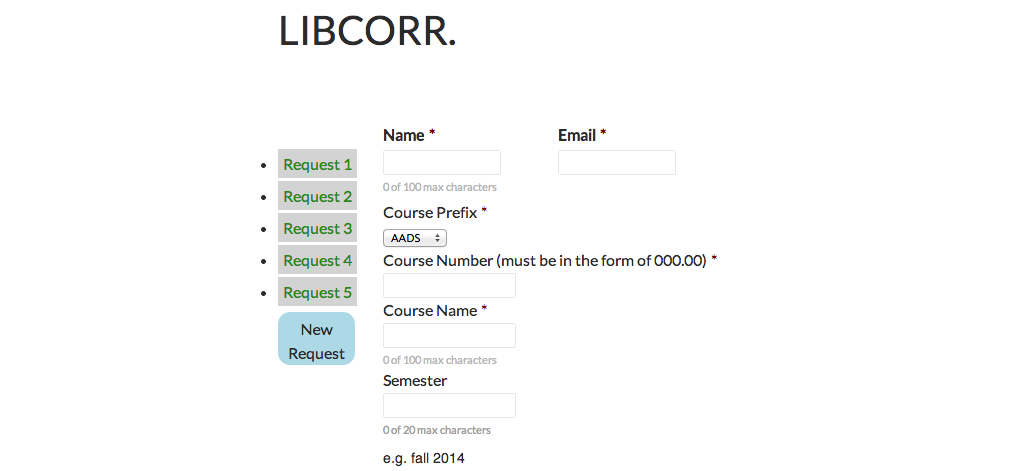 LIBCORR.
Name * Email *
Request 1
0 of 100 max characters
Request 2
Course Prefix *
Request 3
AADS
Request 4
Course Number (must be in the form of 000.00) *
Request 5
Course Name *
New
Request
0 of 100 max characters
Semester
0 of 20 max characters
e.g. fall 2014